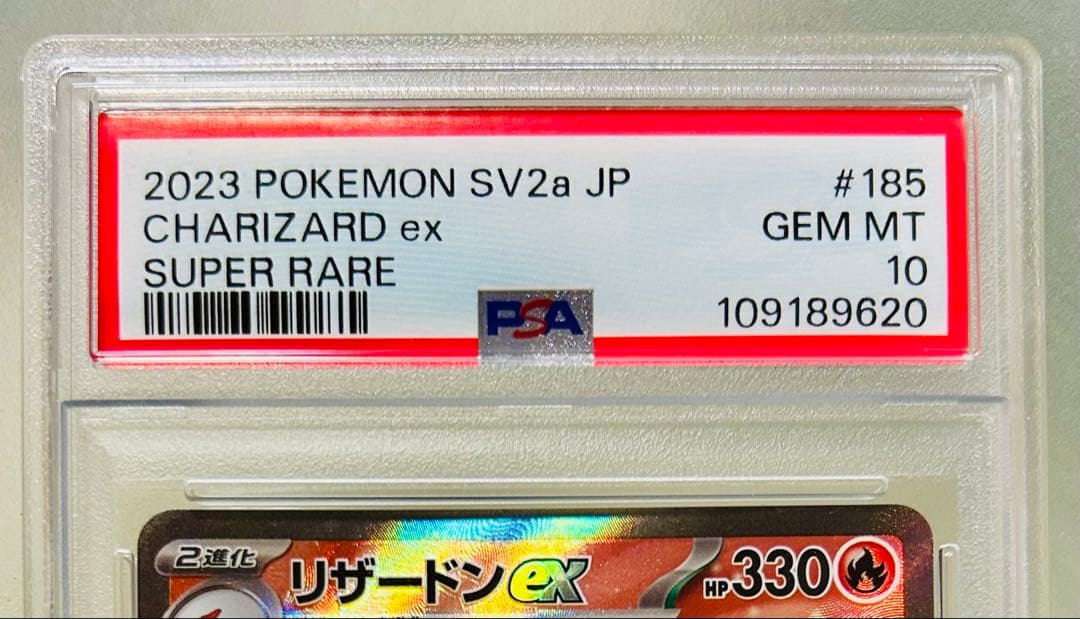 2023 POKEMON SV2a JP #185
CHARIZARD ex GEM MT
SUPER RARE 10
PSA 109189620
2進化 リザードンex HP330